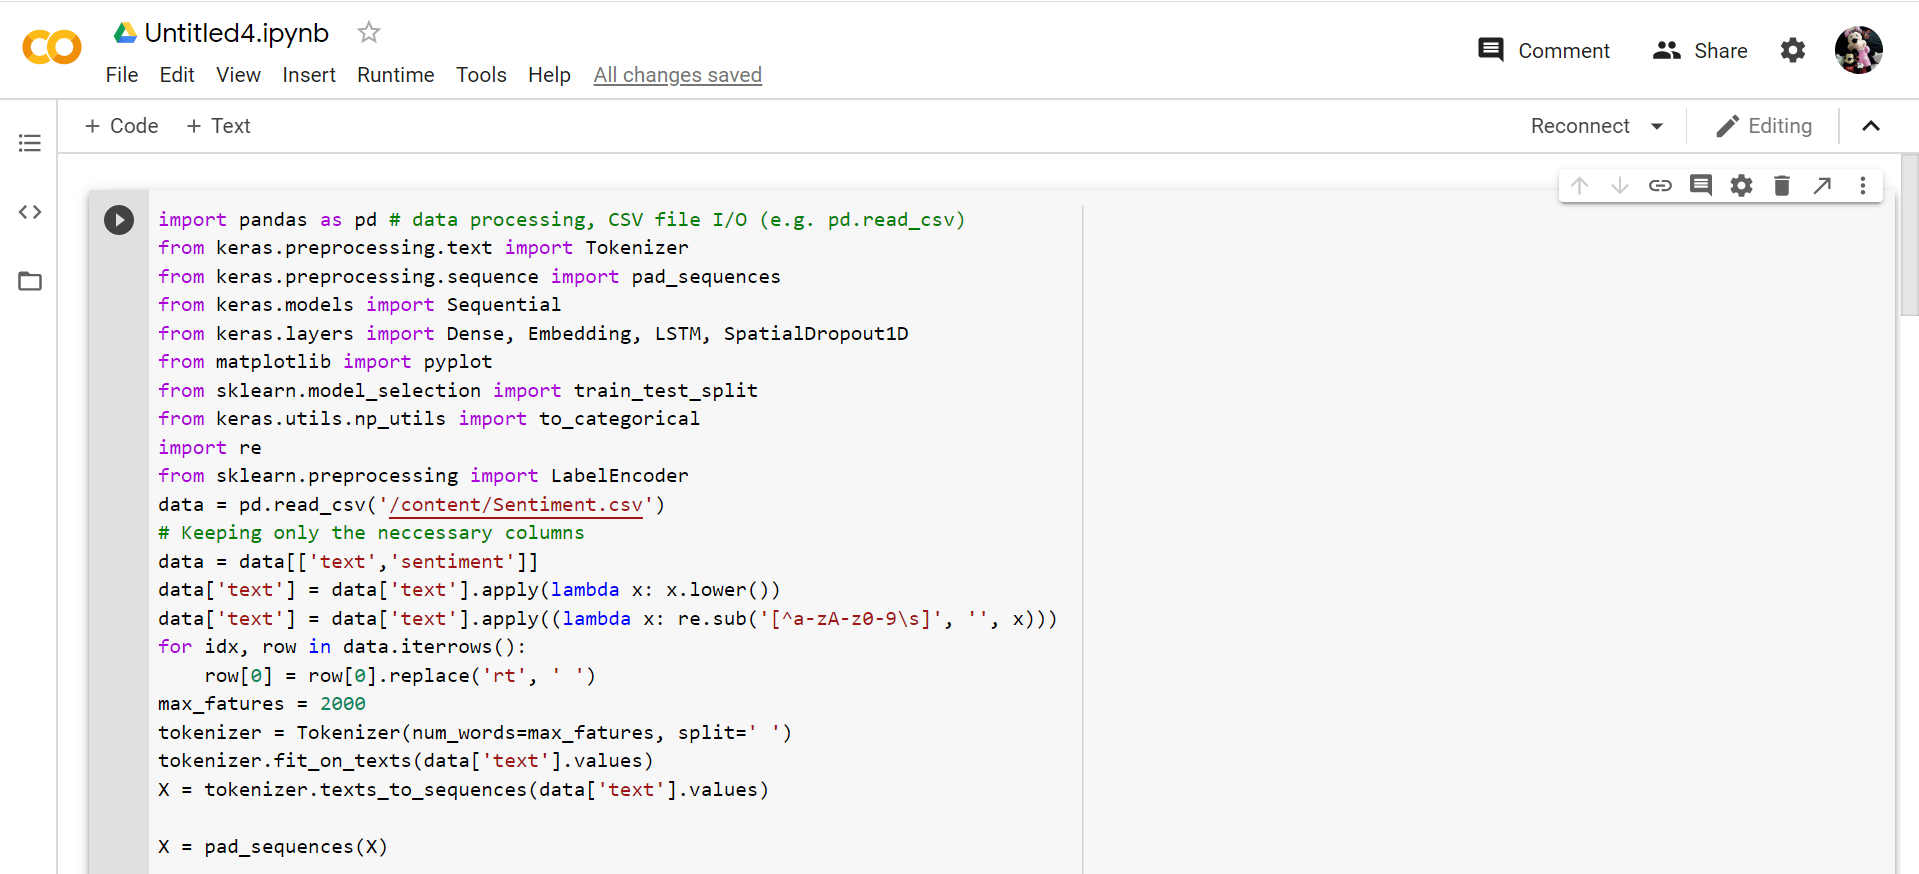 Untitled4.ipynb
File Edit View Insert Runtime Tools Help All changes saved
Comment Share
+ Code + Text
Reconnect Editing
import pandas as pd # data processing, CSV file I/O (e.g. pd.read_csv)
from keras.preprocessing.text import Tokenizer
from keras.preprocessing.sequence import pad_sequences
from keras.models import Sequential
from keras.layers import Dense, Embedding, LSTM, SpatialDropout1D
from matplotlib import pyplot
from sklearn.model_selection import train_test_split
from keras.utils.np_utils import to_categorical
import re
from sklearn.preprocessing import LabelEncoder
data = pd.read_csv('/content/Sentiment.csv')
# Keeping only the neccessary columns
data = data[['text','sentiment']]
data['text'] = data['text'].apply(lambda x: x.lower())
data['text'] = data['text'].apply((lambda x: re.sub('[^a-zA-z0-9\s]', '', x)))
for idx, row in data.iterrows():
    row[0] = row[0].replace('rt', ' ')
max_fatures = 2000
tokenizer = Tokenizer(num_words=max_fatures, split=' ')
tokenizer.fit_on_texts(data['text'].values)
X = tokenizer.texts_to_sequences(data['text'].values)
X = pad_sequences(X)